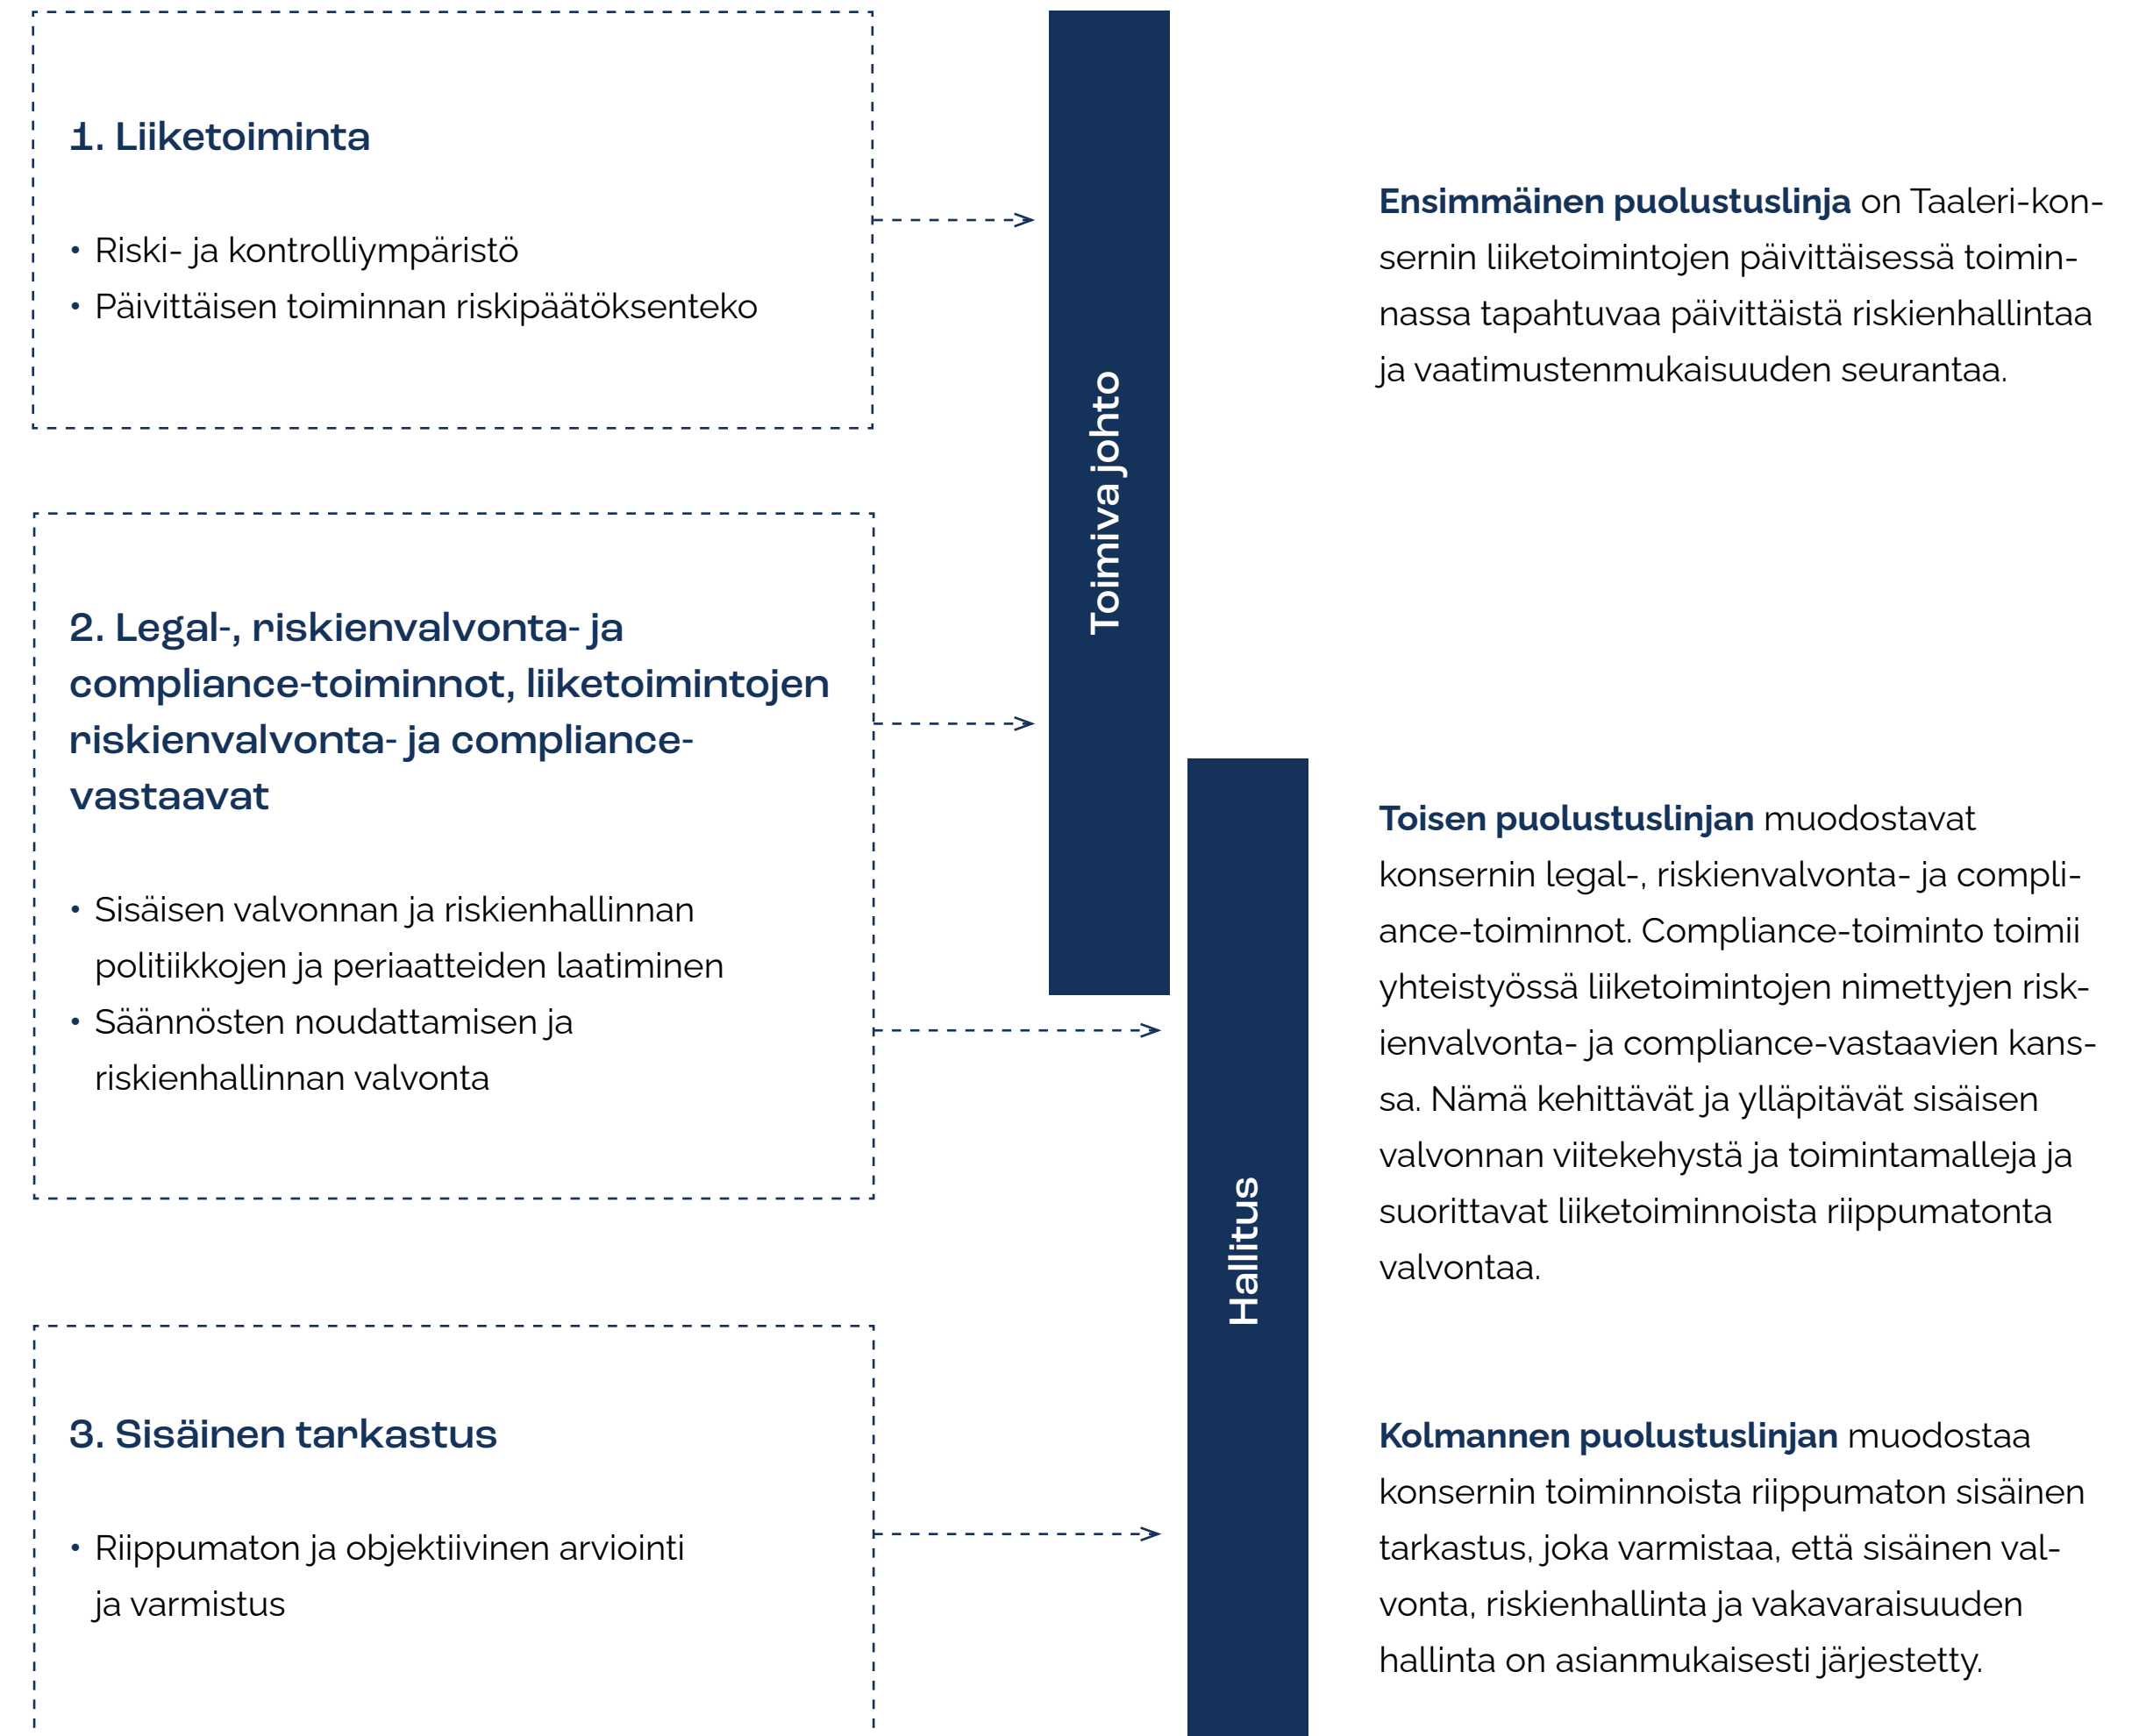 1. Liiketoiminta
• Riski- ja kontrolliympäristö
• Päivittäisen toiminnan riskipäätöksenteko
2. Legal-, riskienvalvonta- ja
compliance-toiminnot, liiketoimintojen
riskienvalvonta- ja compliance-
vastaavat
• Sisäisen valvonnan ja riskienhallinnan
politiikkojen ja periaatteiden laatiminen
• Säännösten noudattamisen ja
riskienhallinnan valvonta
3. Sisäinen tarkastus
• Riippumaton ja objektiivinen arviointi
ja varmistus
Toimiva johto
Hallitus
Ensimmäinen puolustuslinja on Taaleri-kon-
sernin liiketoimintojen päivittäisessä toimin-
nassa tapahtuvaa päivittäistä riskienhallintaa
ja vaatimustenmukaisuuden seurantaa.
Toisen puolustuslinjan muodostavat
konsernin legal-, riskienvalvonta- ja compli-
ance-toiminnot. Compliance-toiminto toimii
yhteistyössä liiketoimintojen nimettyjen risk-
ienvalvonta- ja compliance-vastaavien kans-
sa. Nämä kehittävät ja ylläpitävät sisäisen
valvonnan viitekehystä ja toimintamalleja ja
suorittavat liiketoiminnoista riippumatonta
valvontaa.
Kolmannen puolustuslinjan muodostaa
konsernin toiminnoista riippumaton sisäinen
tarkastus, joka varmistaa, että sisäinen val-
vonta, riskienhallinta ja vakavaraisuuden
hallinta on asianmukaisesti järjestetty.